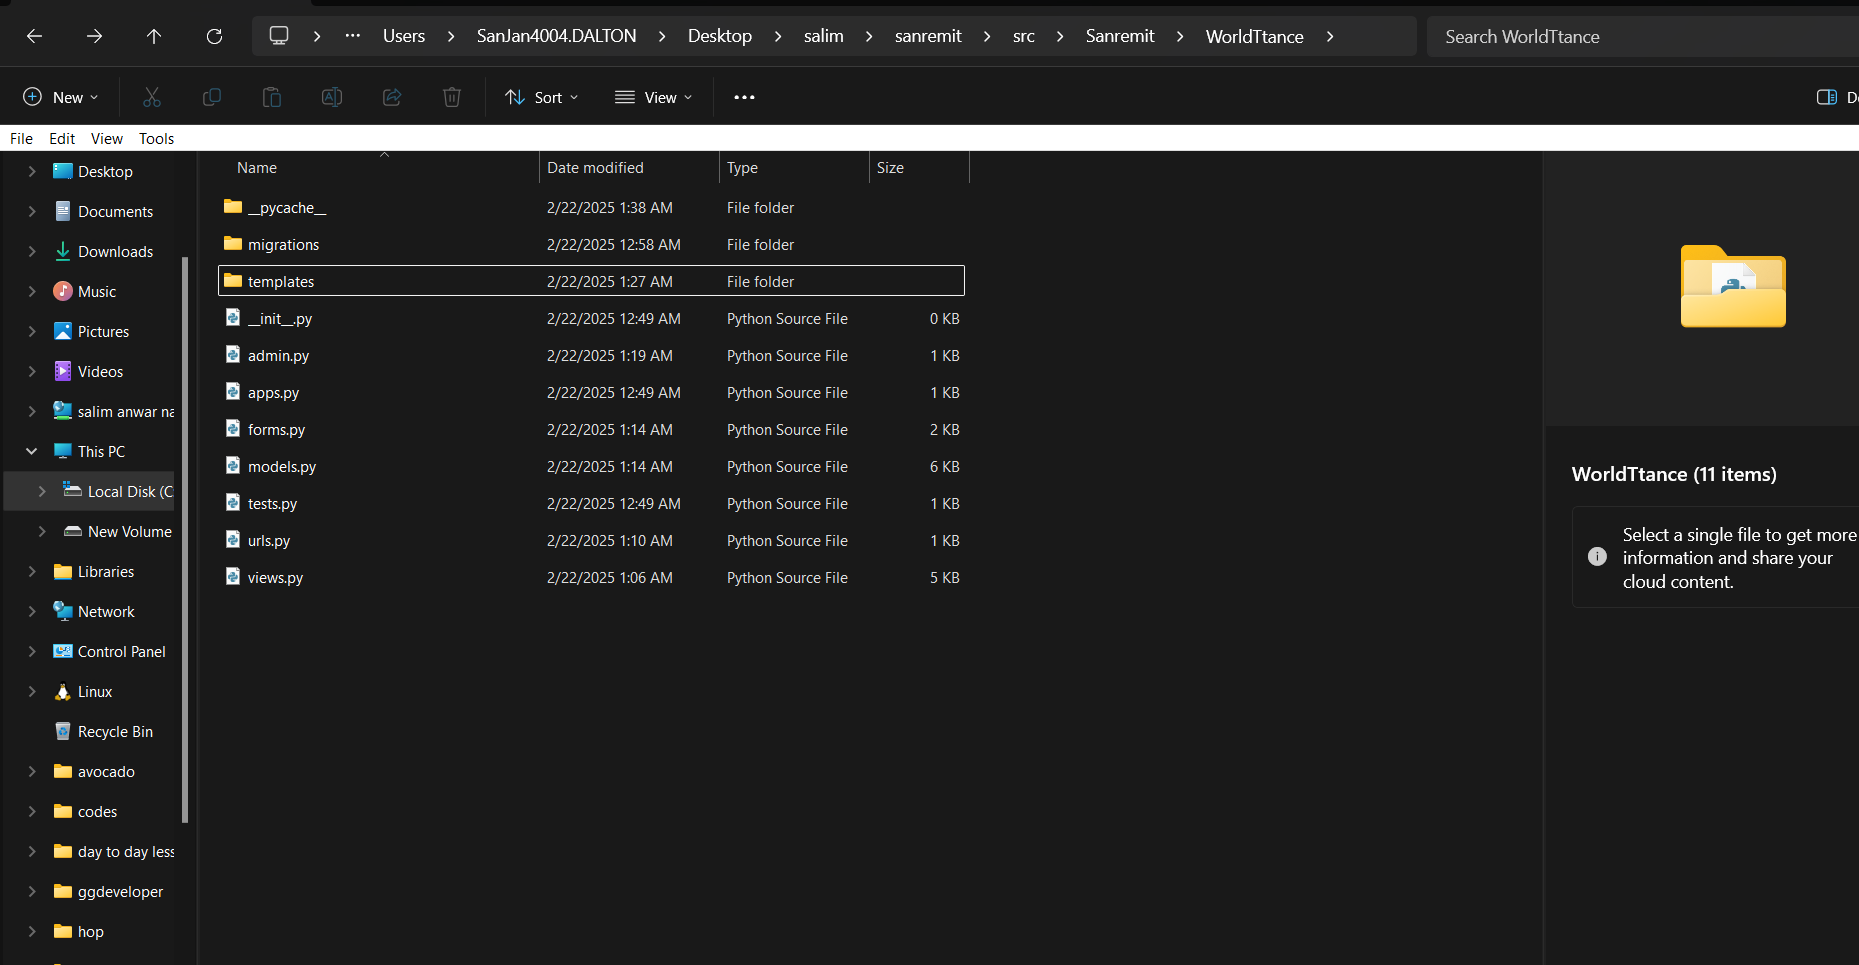 Users SanJan4004.DALTON Desktop salim sanremit src Sanremit WorldTtance
Search WorldTtance
New
Sort
View
File Edit View Tools
Desktop
Documents
Downloads
Music
Pictures
Videos
salim anwar na
This PC
Local Disk (C
New Volume
Libraries
Network
Control Panel
Linux
Recycle Bin
avocado
codes
day to day less
ggdeveloper
hop
Name Date modified Type Size
__pycache__ 2/22/2025 1:38 AM File folder
migrations 2/22/2025 12:58 AM File folder
templates 2/22/2025 1:27 AM File folder
__init__.py 2/22/2025 12:49 AM Python Source File 0 KB
admin.py 2/22/2025 1:19 AM Python Source File 1 KB
apps.py 2/22/2025 12:49 AM Python Source File 1 KB
forms.py 2/22/2025 1:14 AM Python Source File 2 KB
models.py 2/22/2025 1:14 AM Python Source File 6 KB
tests.py 2/22/2025 12:49 AM Python Source File 1 KB
urls.py 2/22/2025 1:10 AM Python Source File 1 KB
views.py 2/22/2025 1:06 AM Python Source File 5 KB
WorldTtance (11 items)
Select a single file to get more
information and share your
cloud content.